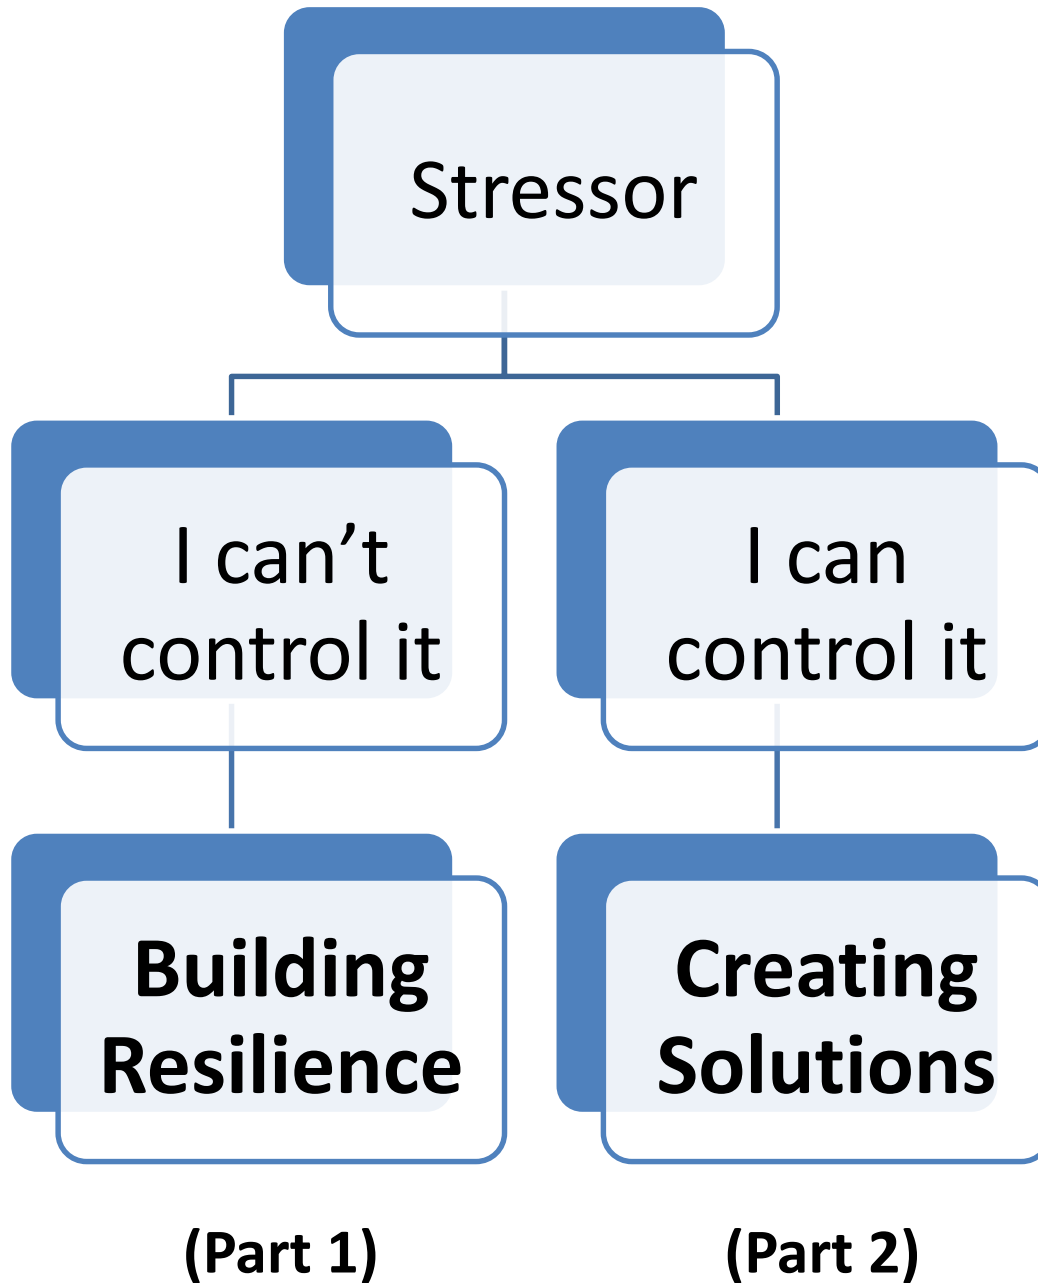 Stressor
I can’t
control it
I can
control it
Building
Resilience
Creating
Solutions
(Part 1)
(Part 2)